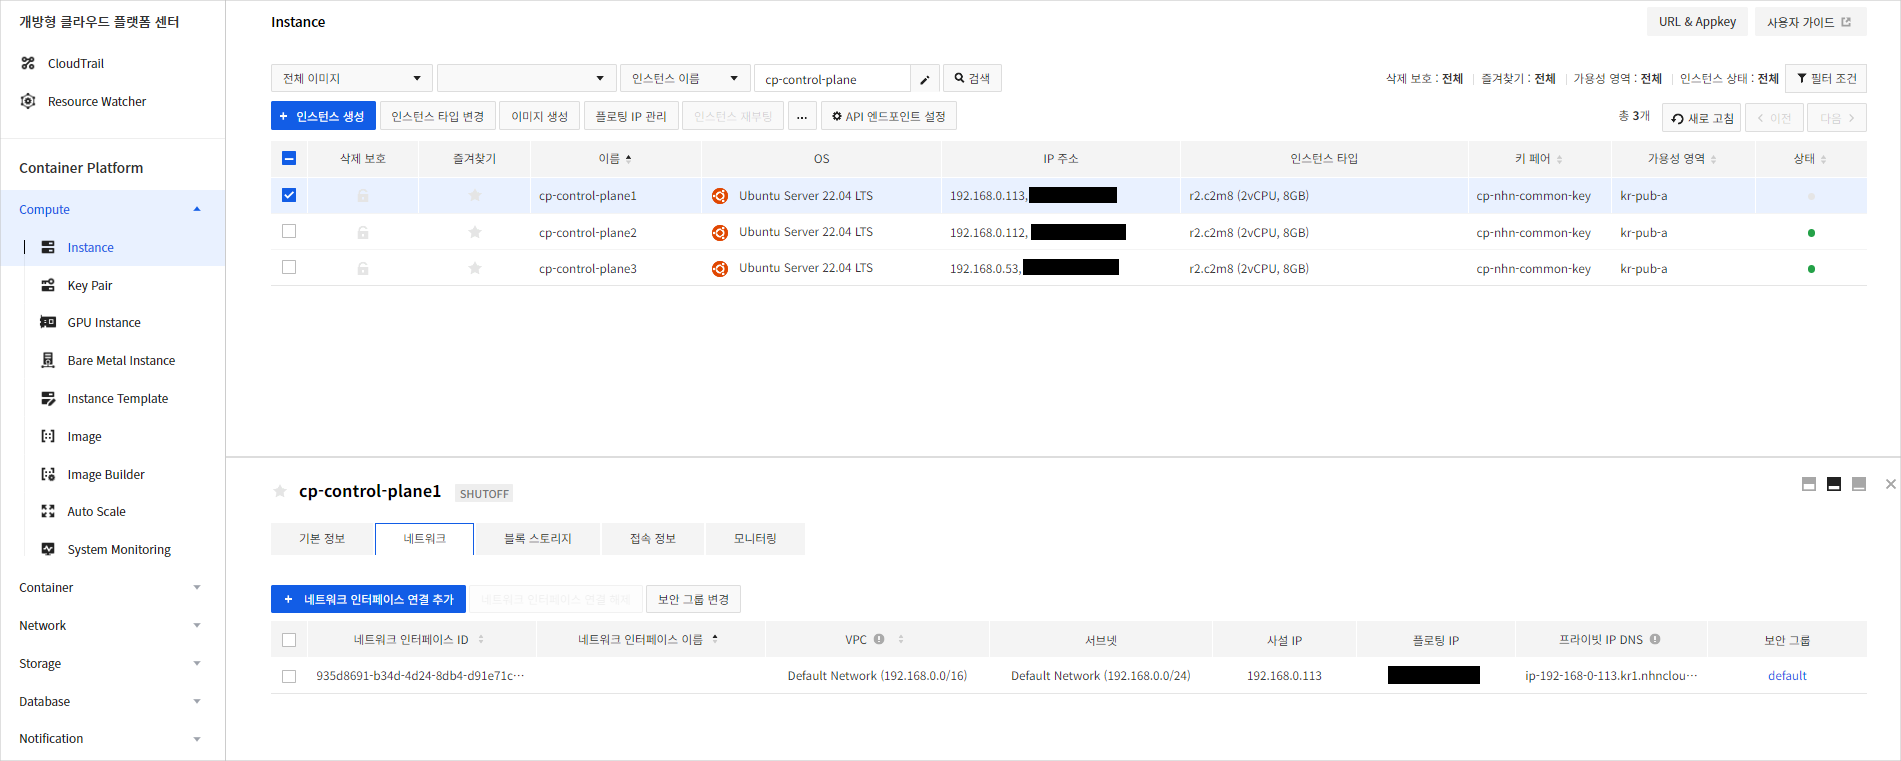 개방형 클라우드 플랫폼 센터
CloudTrail
Resource Watcher
Container Platform
Compute
Instance
Key Pair
GPU Instance
Bare Metal Instance
Instance Template
Image
Image Builder
Auto Scale
System Monitoring
Container
Network
Storage
Database
Notification
Instance
URL & Appkey
사용자 가이드
전체 이미지
인스턴스 이름
cp-control-plane
검색
삭제 보호 : 전체 | 즐겨찾기 : 전체 | 가용성 영역 : 전체 | 인스턴스 상태 : 전체
필터 조건
+ 인스턴스 생성
인스턴스 타입 변경
이미지 생성
플로팅 IP 관리
인스턴스 재부팅
...
API 엔드포인트 설정
총 3개
새로 고침
< 이전
다음 >
삭제 보호 즐겨찾기 이름 OS IP 주소 인스턴스 타입 키 페어 가용성 영역 상태
cp-control-plane1 Ubuntu Server 22.04 LTS 192.168.0.113, r2.c2m8 (2vCPU, 8GB) cp-nhn-common-key kr-pub-a
cp-control-plane2 Ubuntu Server 22.04 LTS 192.168.0.112, r2.c2m8 (2vCPU, 8GB) cp-nhn-common-key kr-pub-a
cp-control-plane3 Ubuntu Server 22.04 LTS 192.168.0.53, r2.c2m8 (2vCPU, 8GB) cp-nhn-common-key kr-pub-a
cp-control-plane1 SHUTOFF
기본 정보
네트워크
블록 스토리지
접속 정보
모니터링
+ 네트워크 인터페이스 연결 추가
네트워크 인터페이스 연결 해제
보안 그룹 변경
네트워크 인터페이스 ID 네트워크 인터페이스 이름 VPC 서브넷 사설 IP 플로팅 IP 프라이빗 IP DNS 보안 그룹
935d8691-b34d-4d24-8db4-d91e71c··· Default Network (192.168.0.0/16) Default Network (192.168.0.0/24) 192.168.0.113 ip-192-168-0-113.kr1.nhnclou··· default